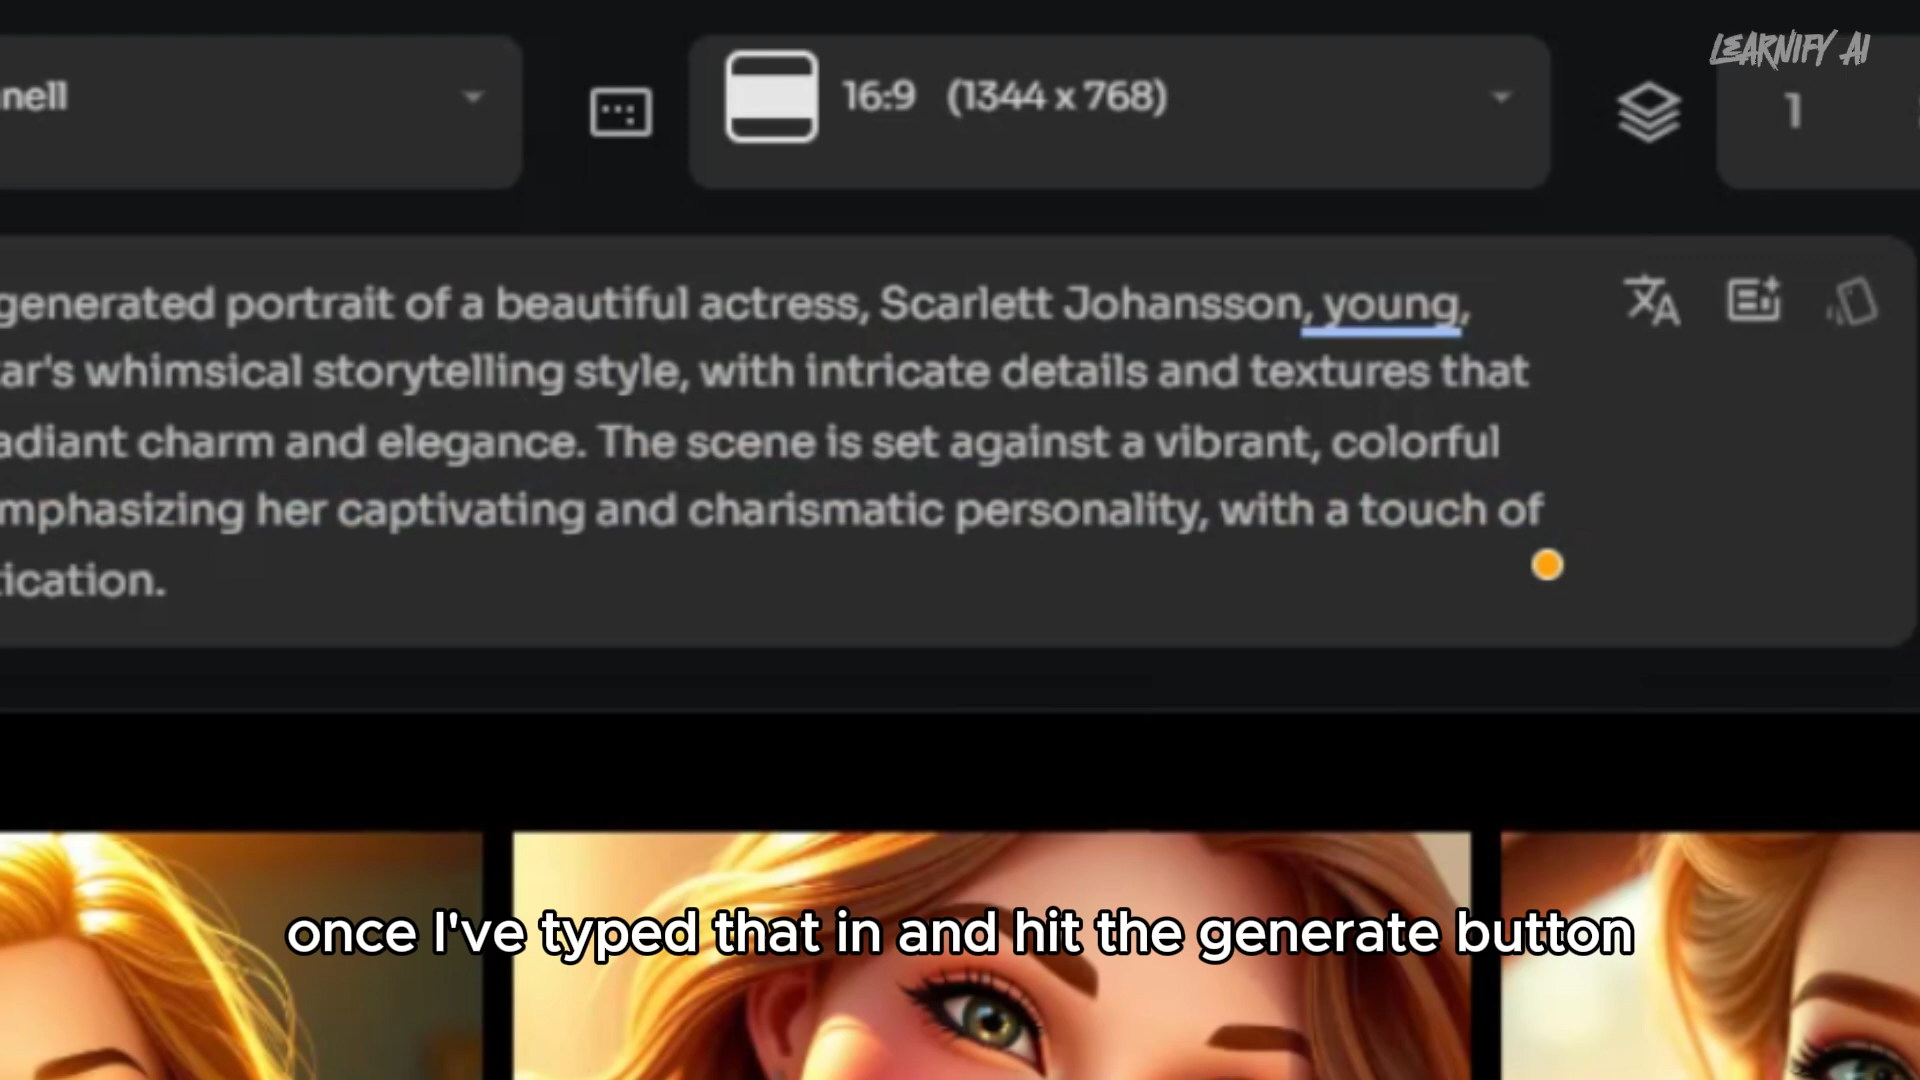 LEARNIFY AI
nell
16:9 (1344 x 768)
1
generated portrait of a beautiful actress, Scarlett Johansson, young,
ar's whimsical storytelling style, with intricate details and textures that
adiant charm and elegance. The scene is set against a vibrant, colorful
mphasizing her captivating and charismatic personality, with a touch of
ication.
once I've typed that in and hit the generate button